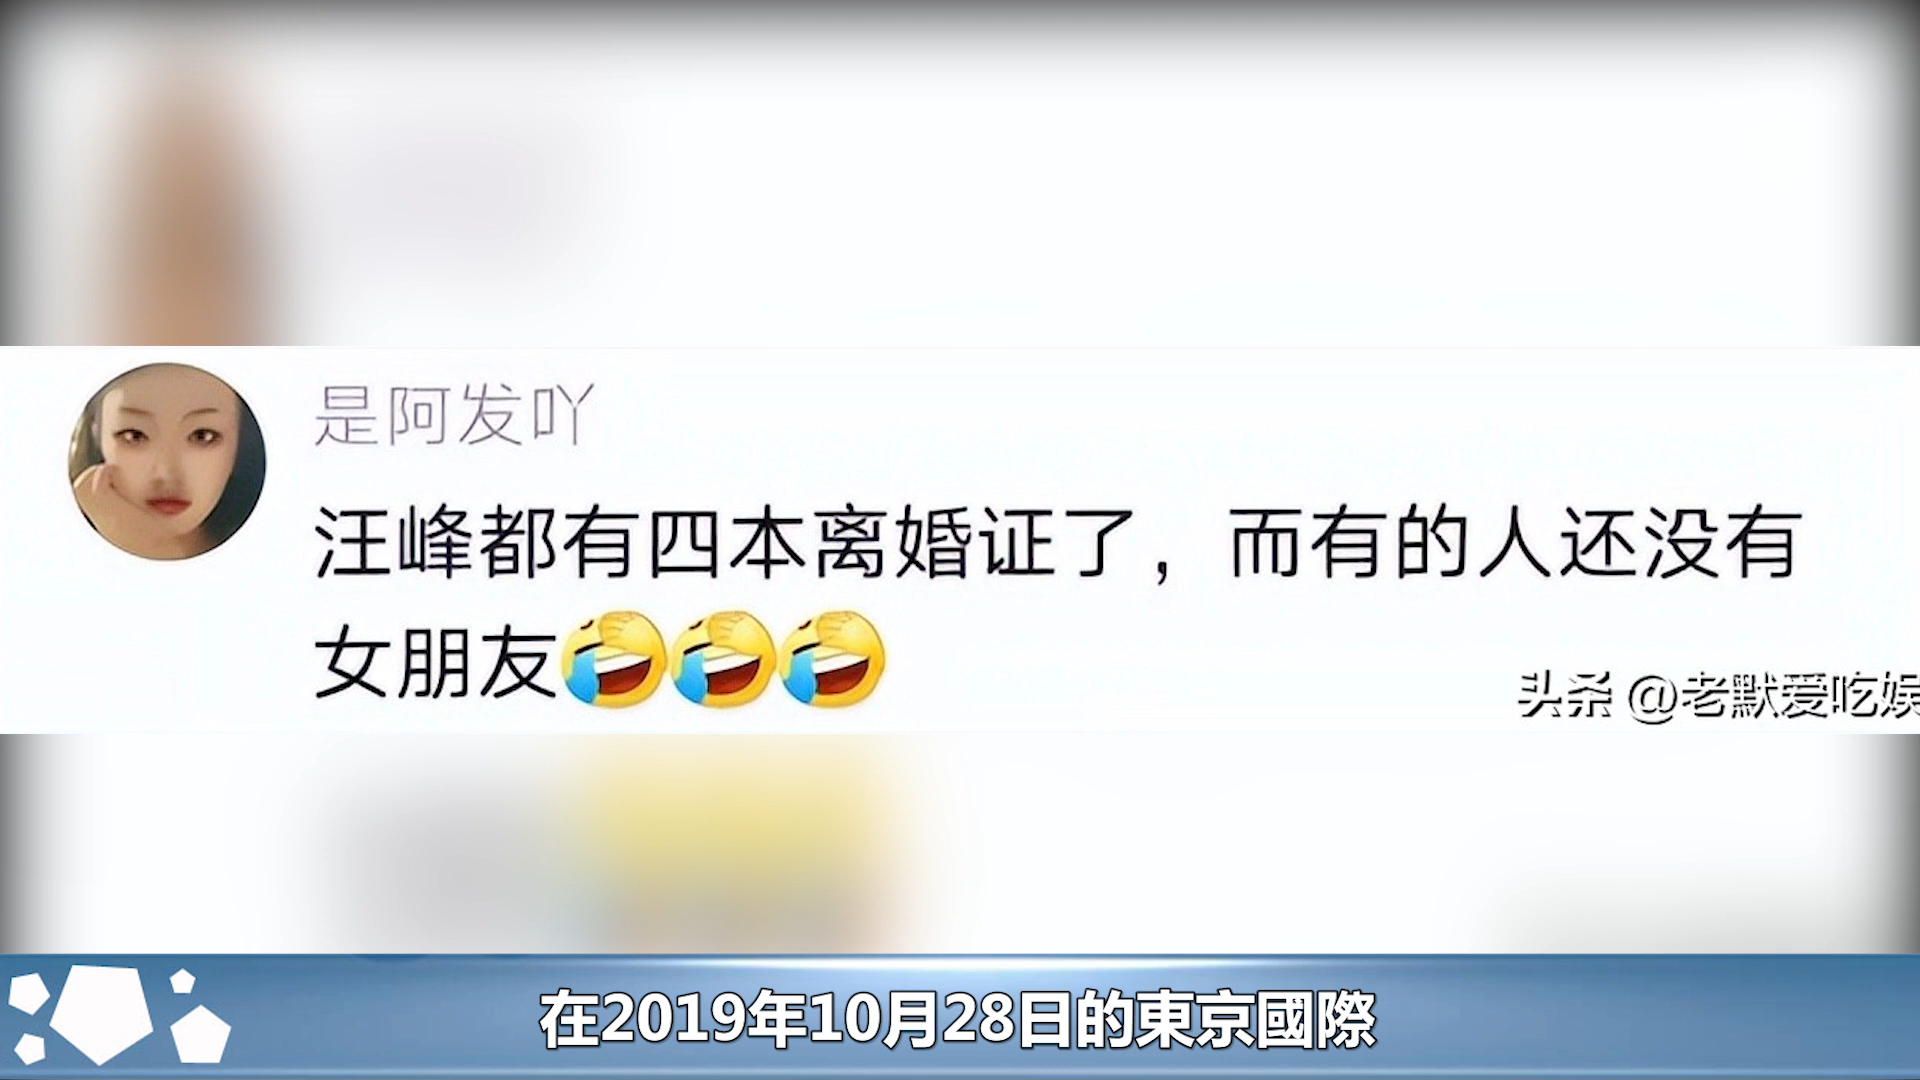 是阿发吖
汪峰都有四本离婚证了，而有的人还没有
女朋友🤣🤣🤣
头条 @老默爱吃娱
在2019年10月28日的東京國際